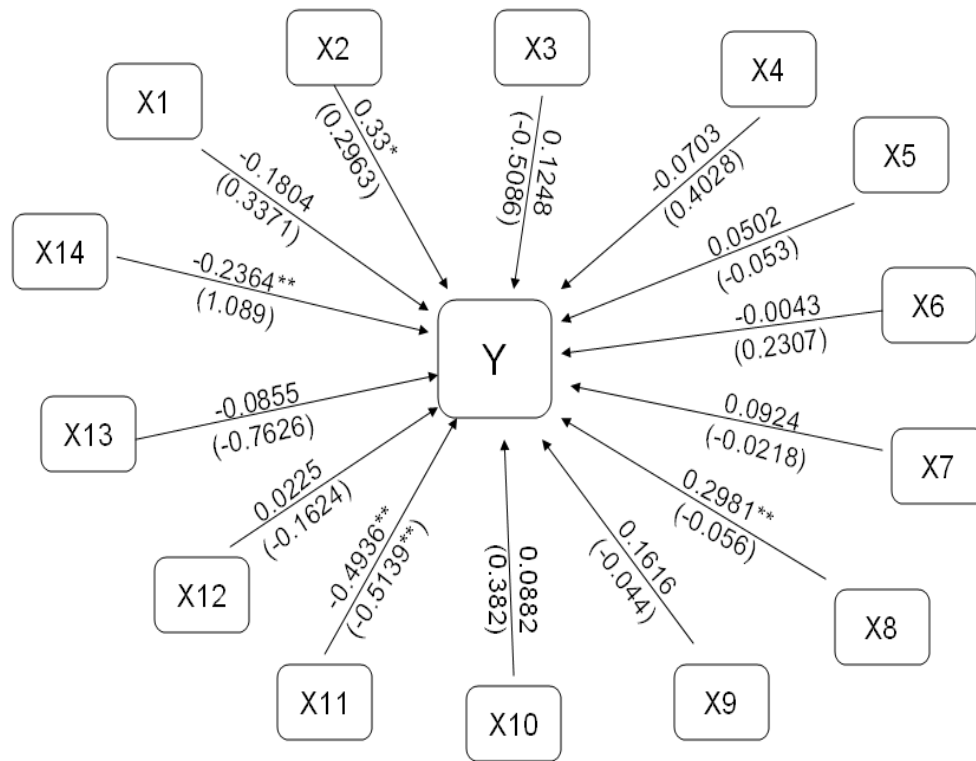 X1
-0.1804
(0.3371)
X2
0.33*
(0.2963)
X3
0.1248
(-0.5086)
X4
-0.0703
(0.4028)
X5
0.0502
(-0.053)
X6
-0.0043
(0.2307)
X7
0.0924
(-0.0218)
X8
0.2981**
(-0.056)
X9
0.1616
(-0.044)
X10
0.0882
(0.382)
X11
-0.4936**
(-0.5139**)
X12
0.0225
(-0.1624)
X13
-0.0855
(-0.7626)
X14
-0.2364**
(1.089)
Y